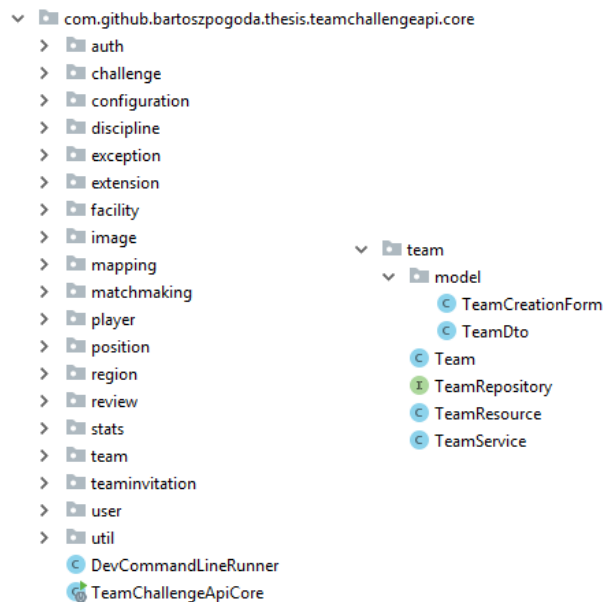 com.github.bartoszpogoda.thesis.teamchallengeapi.core
auth
challenge
configuration
discipline
exception
extension
facility
image
mapping
matchmaking
player
position
region
review
stats
team
teaminvitation
user
util
DevCommandLineRunner
TeamChallengeApiCore
team
model
C TeamCreationForm
C TeamDto
C Team
I TeamRepository
C TeamResource
C TeamService